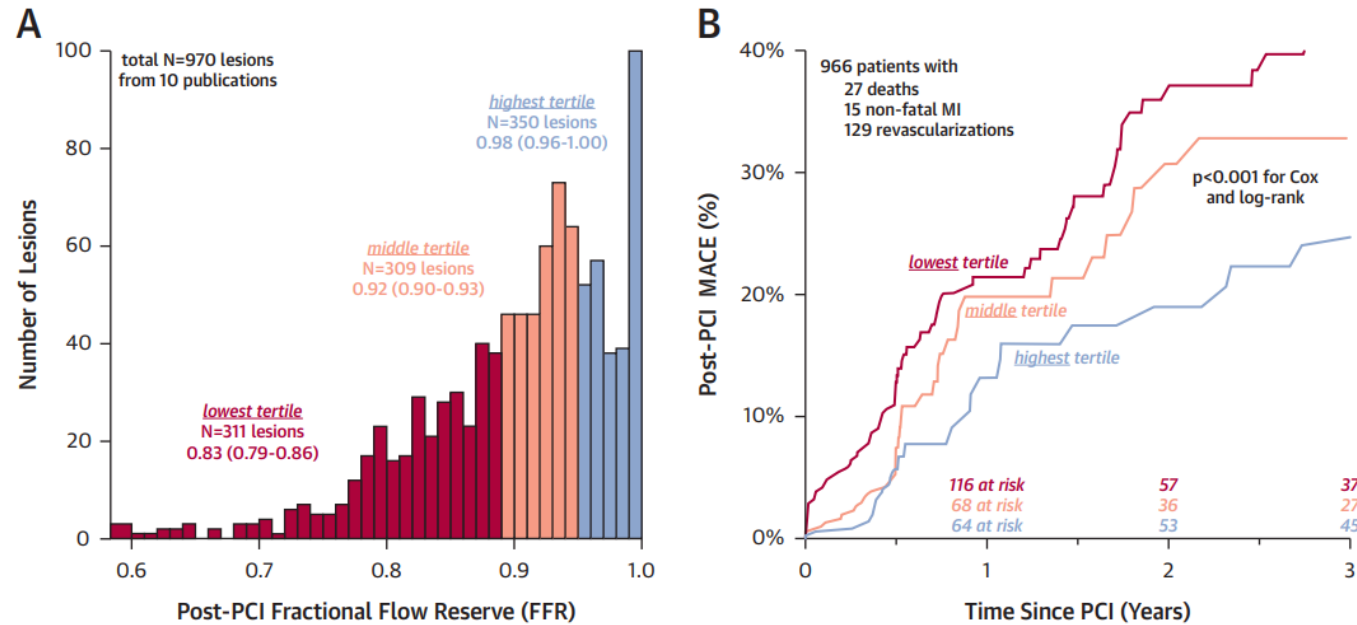 A
total N=970 lesions
from 10 publications
highest tertile
N=350 lesions
0.98 (0.96-1.00)
middle tertile
N=309 lesions
0.92 (0.90-0.93)
lowest tertile
N=311 lesions
0.83 (0.79-0.86)
Number of Lesions
100
80
60
40
20
0
0.6 0.7 0.8 0.9 1.0
Post-PCI Fractional Flow Reserve (FFR)
B
966 patients with
27 deaths
15 non-fatal MI
129 revascularizations
p<0.001 for Cox
and log-rank
lowest tertile
middle tertile
highest tertile
116 at risk 57 37
68 at risk 36 27
64 at risk 53 45
Post-PCI MACE (%)
40%
30%
20%
10%
0%
0 1 2 3
Time Since PCI (Years)